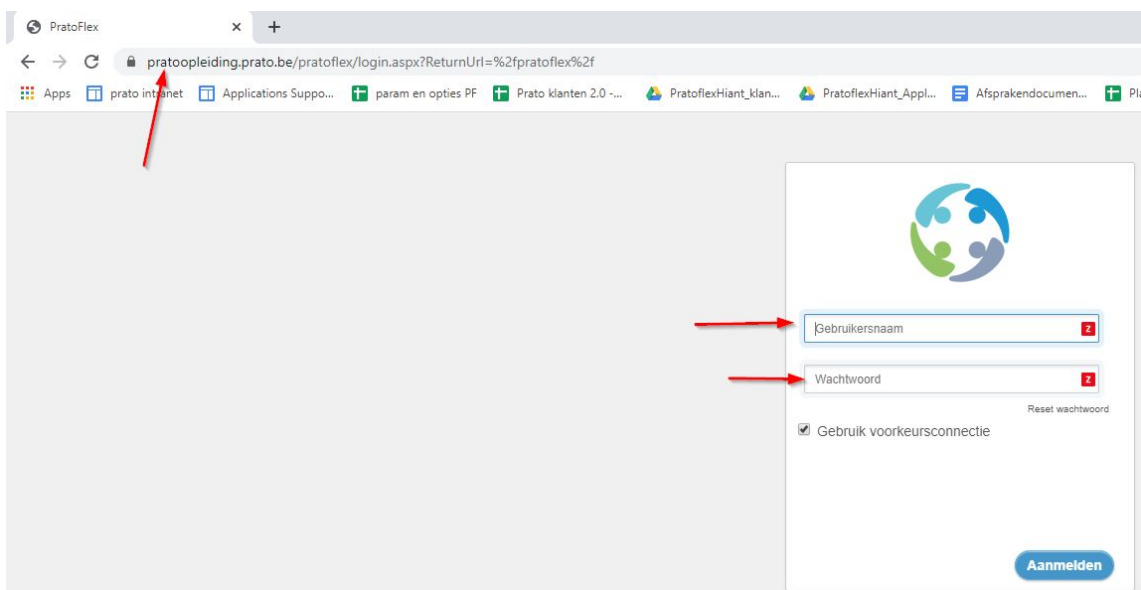 PratoFlex
pratoopleiding.prato.be/pratoflex/login.aspx?ReturnUrl=%2fpratoflex%2f
Apps prato intranet Applications Suppo... param en opties PF Prato klanten 2.0 -... PratoflexHiant_klan... PratoflexHiant_Appl... Afsprakendocumen... Pla
Gebruikersnaam
Wachtwoord
Reset wachtwoord
Gebruik voorkeursconnectie
Aanmelden